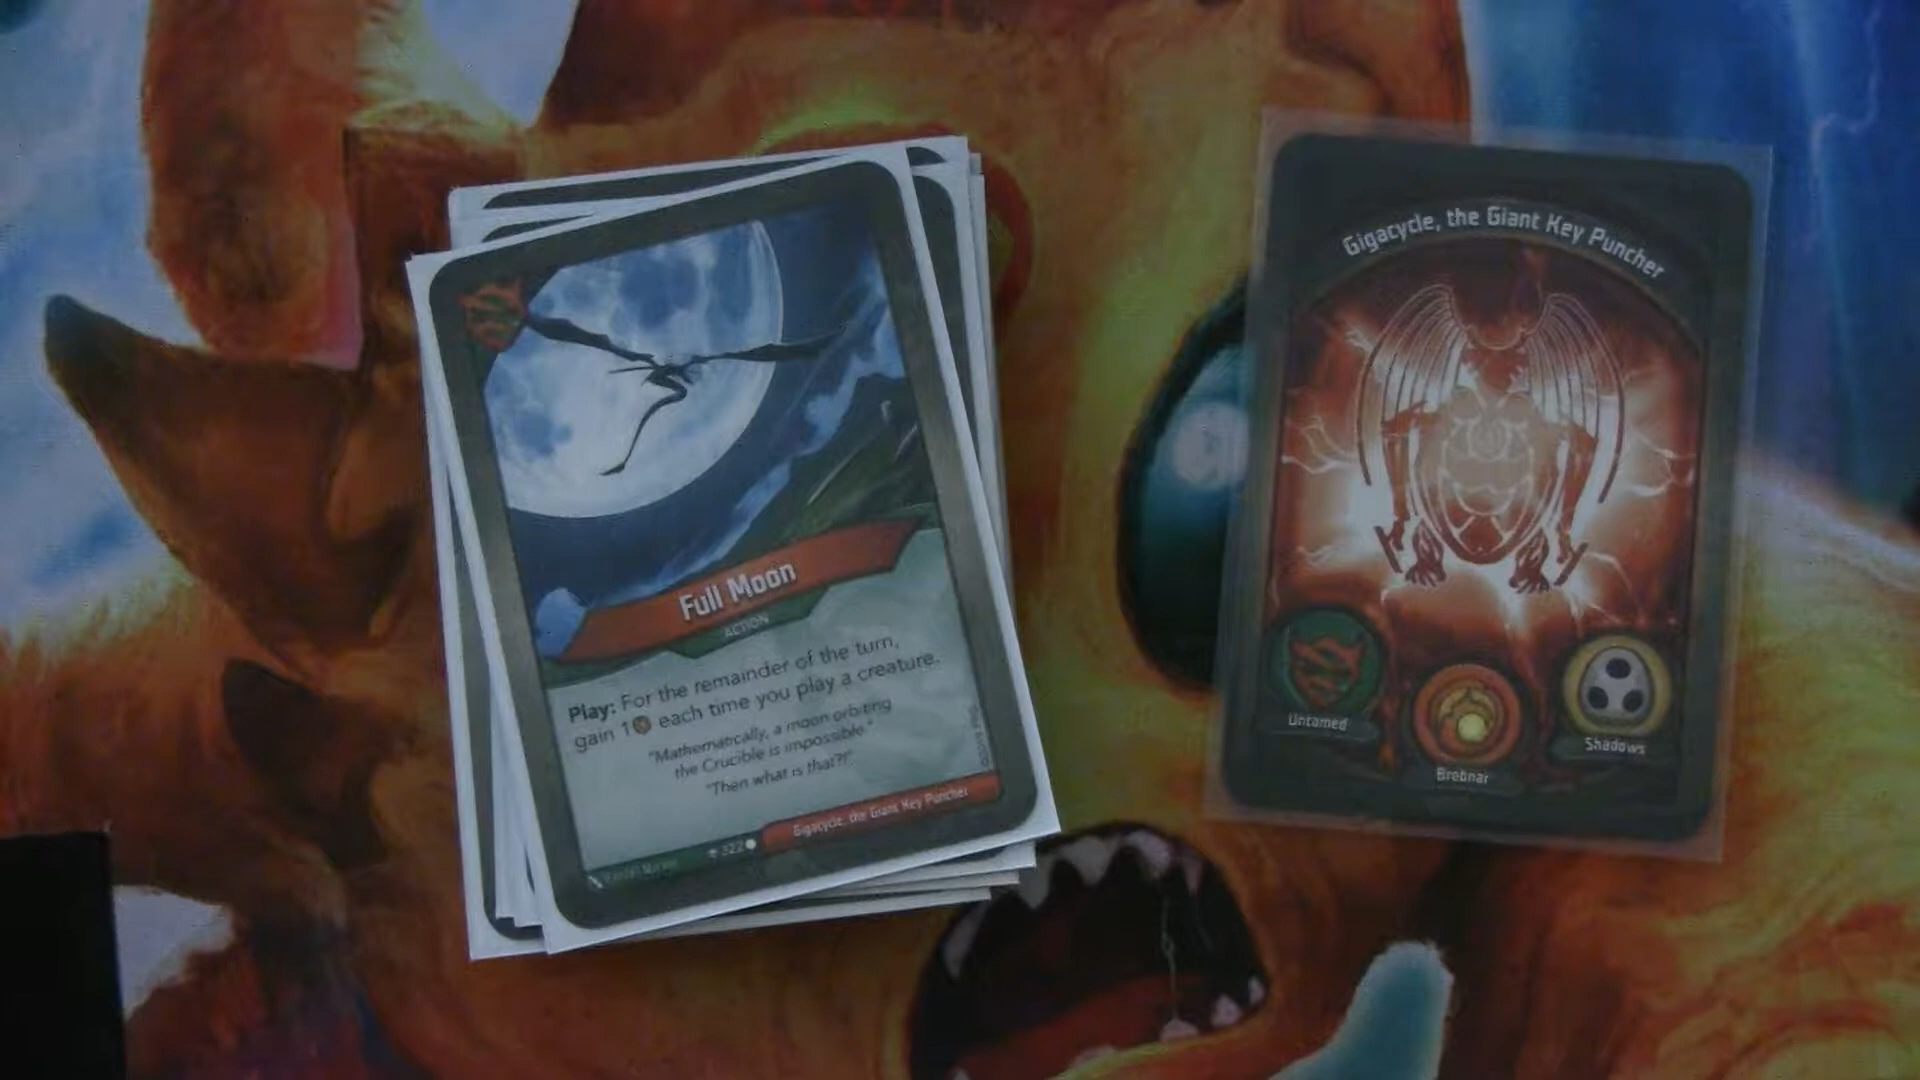 Full Moon
ACTION
Play: For the remainder of the turn,
gain 1 each time you play a creature.
"Mathematically, a moon orbiting
the Crucible is impossible."
"Then what is that?!"
Gigacycle, the Giant Key Puncher
322
Gigacycle, the Giant Key Puncher
Untamed
Brobnar
Shadows